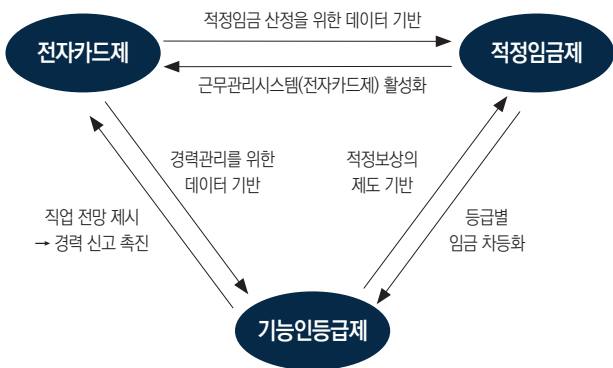 적정임금 산정을 위한 데이터 기반
전자카드제
적정임금제
근무관리시스템(전자카드제) 활성화
경력관리를 위한
데이터 기반
적정보상의
제도 기반
직업 전망 제시
→ 경력 신고 촉진
등급별
임금 차등화
기능인등급제